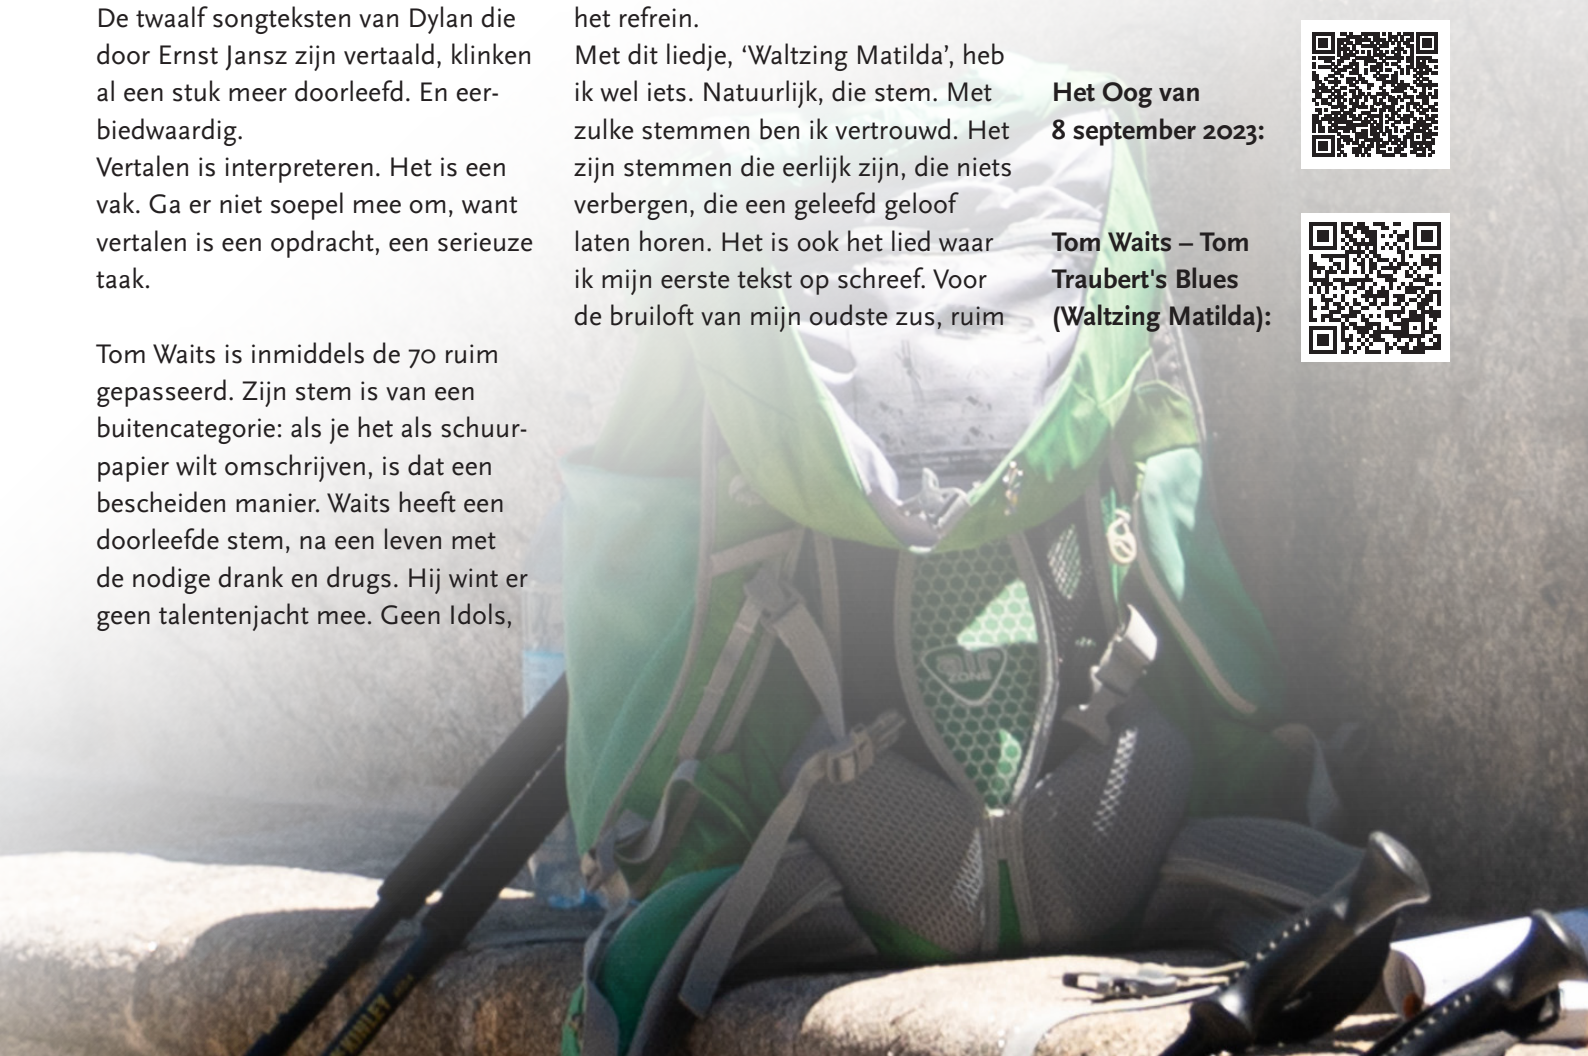 De twaalf songteksten van Dylan die
door Ernst Jansz zijn vertaald, klinken
al een stuk meer doorleefd. En eer-
biedwaardig.
Vertalen is interpreteren. Het is een
vak. Ga er niet soepel mee om, want
vertalen is een opdracht, een serieuze
taak.
Tom Waits is inmiddels de 70 ruim
gepasseerd. Zijn stem is van een
buitencategorie: als je het als schuur-
papier wilt omschrijven, is dat een
bescheiden manier. Waits heeft een
doorleefde stem, na een leven met
de nodige drank en drugs. Hij wint er
geen talentenjacht mee. Geen Idols,
het refrein.
Met dit liedje, ‘Waltzing Matilda’, heb
ik wel iets. Natuurlijk, die stem. Met
zulke stemmen ben ik vertrouwd. Het
zijn stemmen die eerlijk zijn, die niets
verbergen, die een geleefd geloof
laten horen. Het is ook het lied waar
ik mijn eerste tekst op schreef. Voor
de bruiloft van mijn oudste zus, ruim
Het Oog van
8 september 2023:
Tom Waits – Tom
Traubert's Blues
(Waltzing Matilda):
air
ZONE